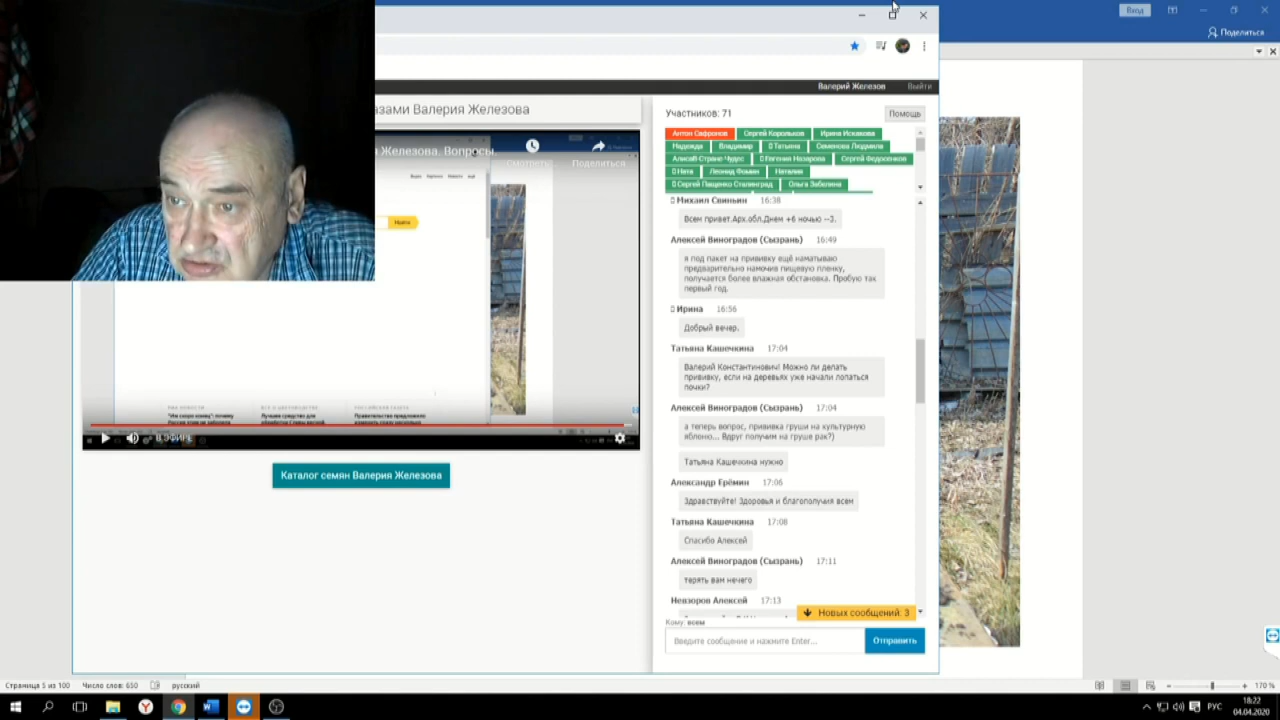 Вход
Поделиться
Валерий Железов
Выйти
азами Валерия Железова
Участников: 71
Помощь
Антон Сафронов
Сергей Корольков
Ирина Искакова
Надежда
Владимир
Татьяна
Семенова Людмила
Евгения Назарова
Сергей Федосенков
Ната
Леонид Фомин
Наталия
Сергей Пащенко Сталинград
Ольга Забелина
Железова. Вопросы.
Смотреть
Поделиться
Найти
Михаил Свиньин 16:38
Всем привет.Арх.обл.Днем +6 ночью --3.
Алексей Виноградов (Сызрань) 16:49
я под пакет на прививку ещё наматываю
предварительно намочив пищевую пленку,
получается более влажная обстановка. Пробую так
первый год.
Ирина 16:56
Добрый вечер.
Татьяна Кашечкина 17:04
Валерий Константинович! Можно ли делать
прививку, если на деревьях уже начали лопаться
почки?
Алексей Виноградов (Сызрань) 17:04
а теперь вопрос, прививка груши на культурную
яблоню... Вдруг получим на груше рак?)
Татьяна Кашечкина нужно
Александр Ерёмин 17:06
Здравствуйте! Здоровья и благополучия всем
Татьяна Кашечкина 17:08
Спасибо Алексей
Алексей Виноградов (Сызрань) 17:11
терять вам нечего
Невзоров Алексей 17:13
Новых сообщений: 3
Кому: всем
Введите сообщение и нажмите Enter...
Отправить
В ЭФИРЕ
Каталог семян Валерия Железова
Страница 5 из 100
Число слов: 650
русский
170 %
РУС
18:22
04.04.2020